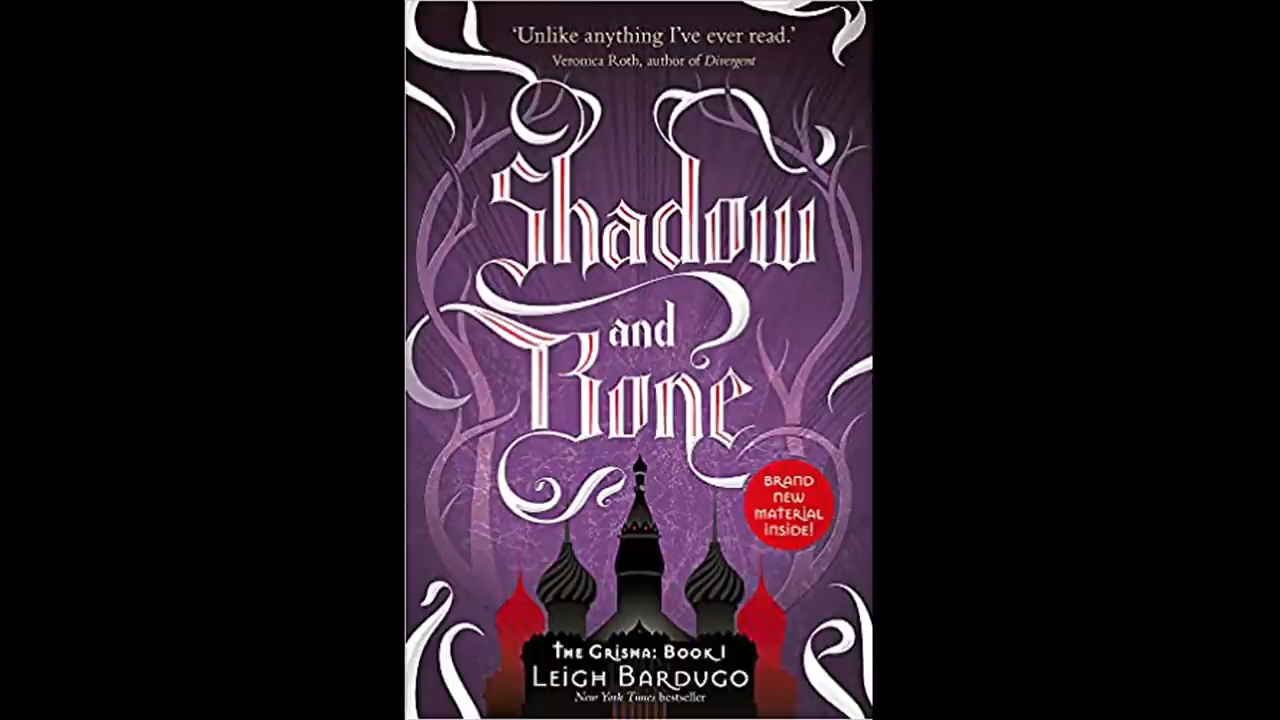 ‘Unlike anything I’ve ever read.’
Veronica Roth, author of Divergent
Shadow
and
Bone
BRAND
NEW
MATERIAL
INSIDE!
THE GRISHA: BOOK 1
LEIGH BARDUGO
New York Times bestseller